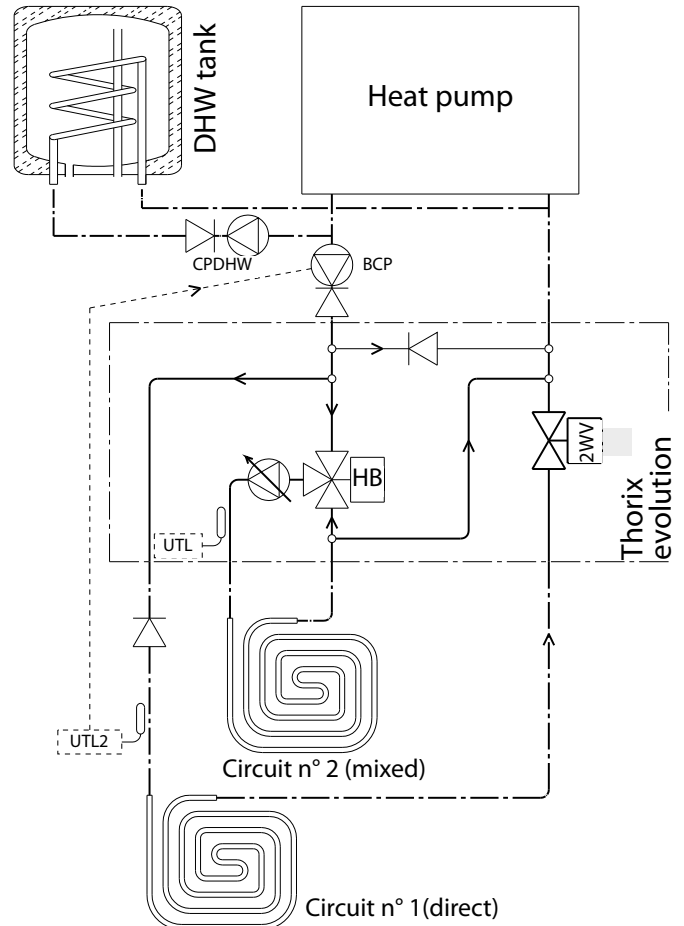 DHW tank
Heat pump
CPDHW
BCP
2WV
HB
Thorix
evolution
UTL
UTL2
Circuit n° 2 (mixed)
Circuit n° 1(direct)